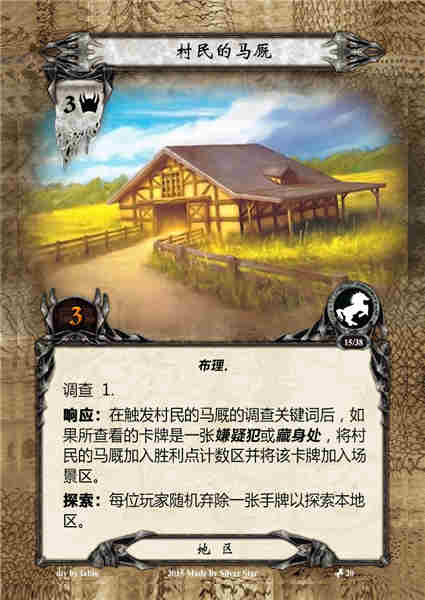 村民的马厩
3
3
15/38
布理.
调查 1.
响应：在触发村民的马厩的调查关键词后，如
果所查看的卡牌是一张嫌疑犯或藏身处，将村
民的马厩加入胜利点计数区并将该卡牌加入场
景区。
探索：每位玩家随机弃除一张手牌以探索本地
区。
地 区
diy by fabio
2015 Made by Silver Star
20